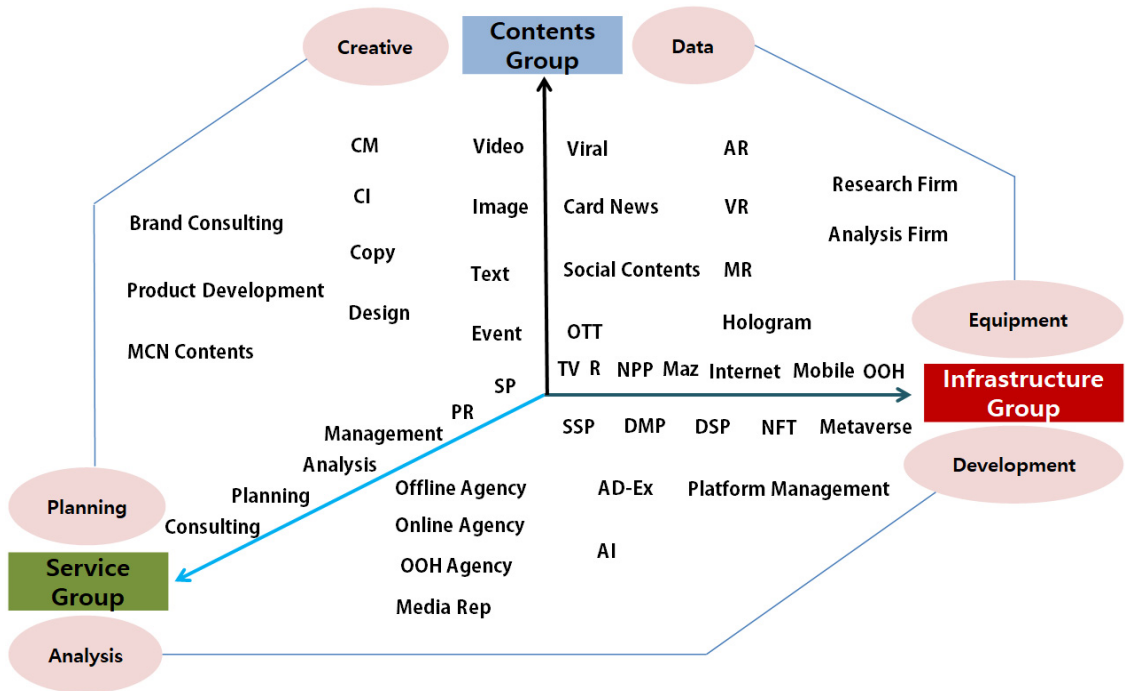 Creative
Contents
Group
Data
CM
Video
Viral
AR
Research Firm
CI
Image
Card News
VR
Analysis Firm
Brand Consulting
Copy
Text
Social Contents
MR
Product Development
Design
Event
OTT
Hologram
Equipment
MCN Contents
TV R NPP Maz Internet Mobile OOH
Infrastructure
Group
SP
PR
Management
Analysis
Planning
Consulting
SSP DMP DSP NFT Metaverse
Development
Offline Agency
AD-Ex
Platform Management
Online Agency
AI
OOH Agency
Media Rep
Planning
Service
Group
Analysis